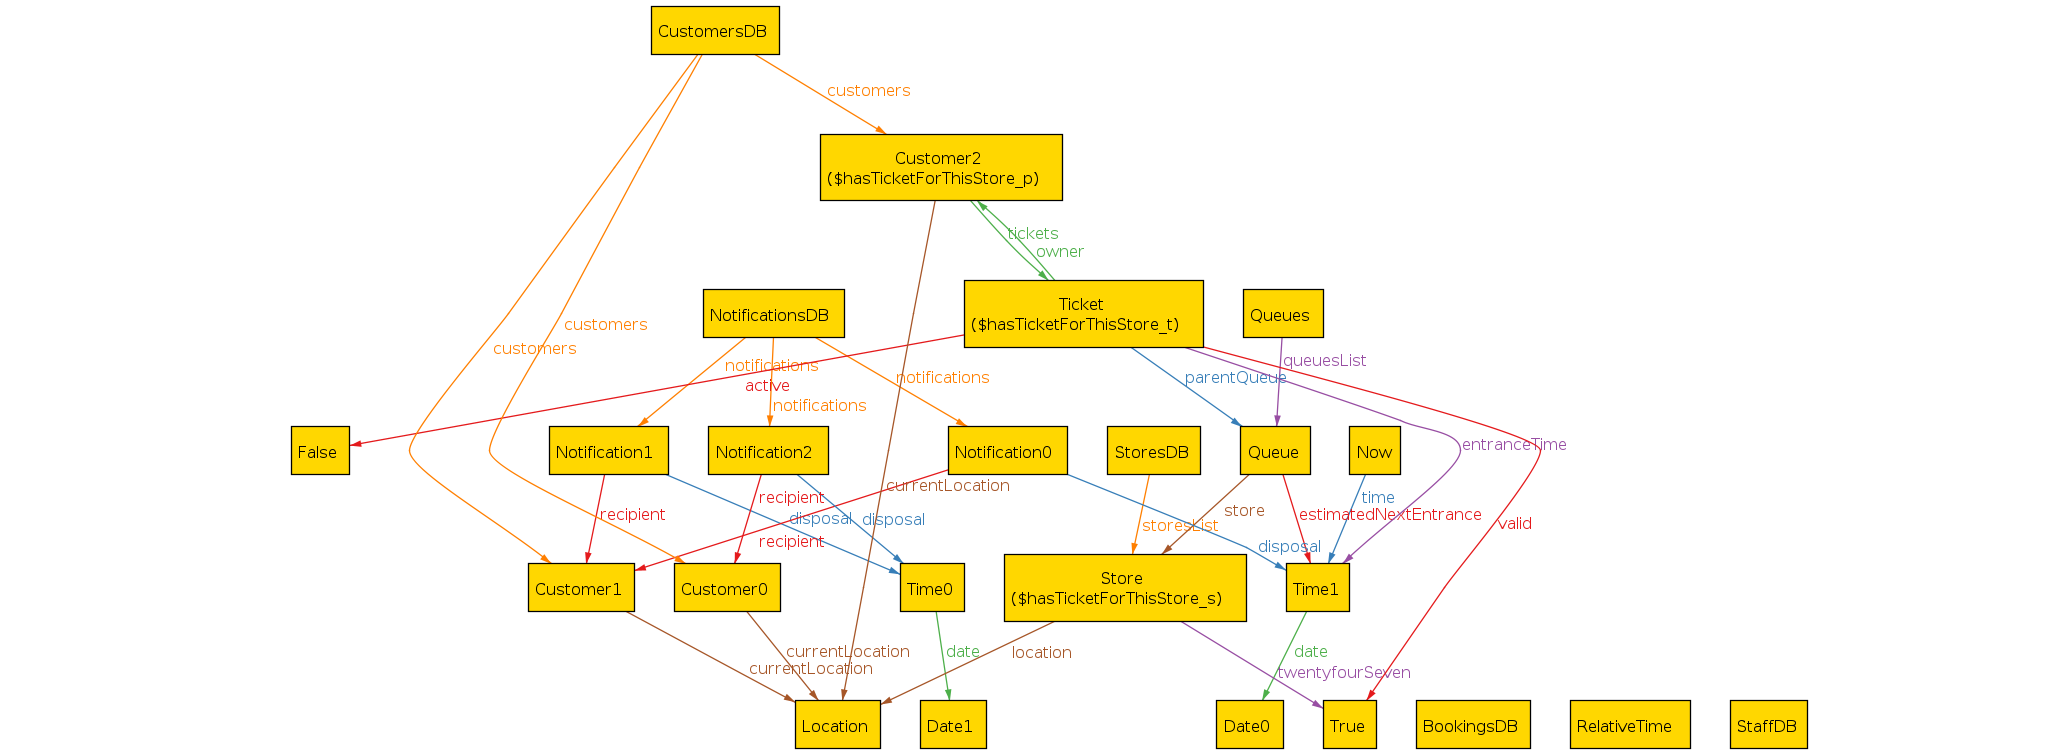 CustomersDB
customers
Customer2
($hasTicketForThisStore_p)
tickets
owner
Ticket
($hasTicketForThisStore_t)
NotificationsDB
Queues
customers
customers
notifications
queuesList
notifications
parentQueue
active
notifications
entranceTime
False
Notification1
Notification2
Notification0
StoresDB
Queue
Now
currentLocation
recipient
time
store
recipient
estimatedNextEntrance
disposal
disposal
storesList
valid
recipient
disposal
Store
($hasTicketForThisStore_s)
Customer1
Customer0
Time0
Time1
currentLocation
date
location
date
currentLocation
twentyfourSeven
Location
Date1
Date0
True
BookingsDB
RelativeTime
StaffDB